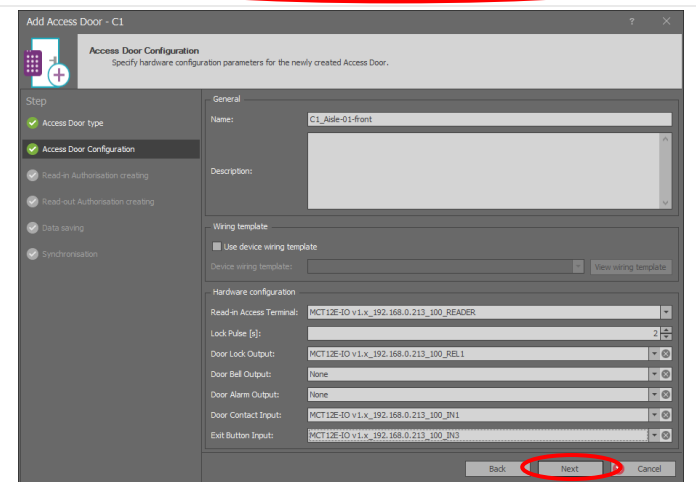 Add Access Door - C1
?
Access Door Configuration
Specify hardware configuration parameters for the newly created Access Door.
Step
Access Door type
Access Door Configuration
Read-in Authorisation creating
Read-out Authorisation creating
Data saving
Synchronisation
General
Name: C1_Aisle-01-front
Description:
Wiring template
Use device wiring template
Device wiring template: View wiring template
Hardware configuration
Read-in Access Terminal: MCT12E-IO v1.x_192.168.0.213_100_READER
Lock Pulse [s]: 2
Door Lock Output: MCT12E-IO v1.x_192.168.0.213_100_REL1
Door Bell Output: None
Door Alarm Output: None
Door Contact Input: MCT12E-IO v1.x_192.168.0.213_100_IN1
Exit Button Input: MCT12E-IO v1.x_192.168.0.213_100_IN3
Back Next Cancel